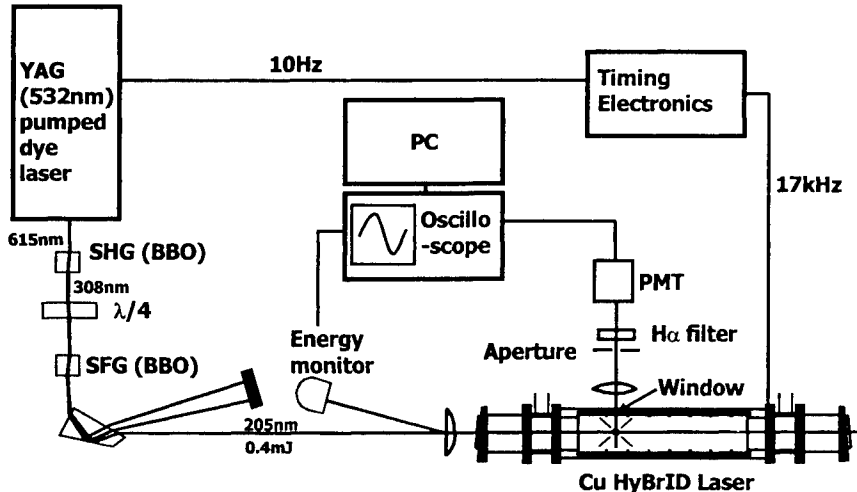 YAG
(532nm)
pumped
dye
laser
10Hz
Timing
Electronics
PC
17kHz
Oscillo
-scope
615nm
SHG (BBO)
308nm
λ/4
PMT
Energy
monitor
Hα filter
Aperture
SFG (BBO)
Window
205nm
0.4mJ
Cu HyBrID Laser